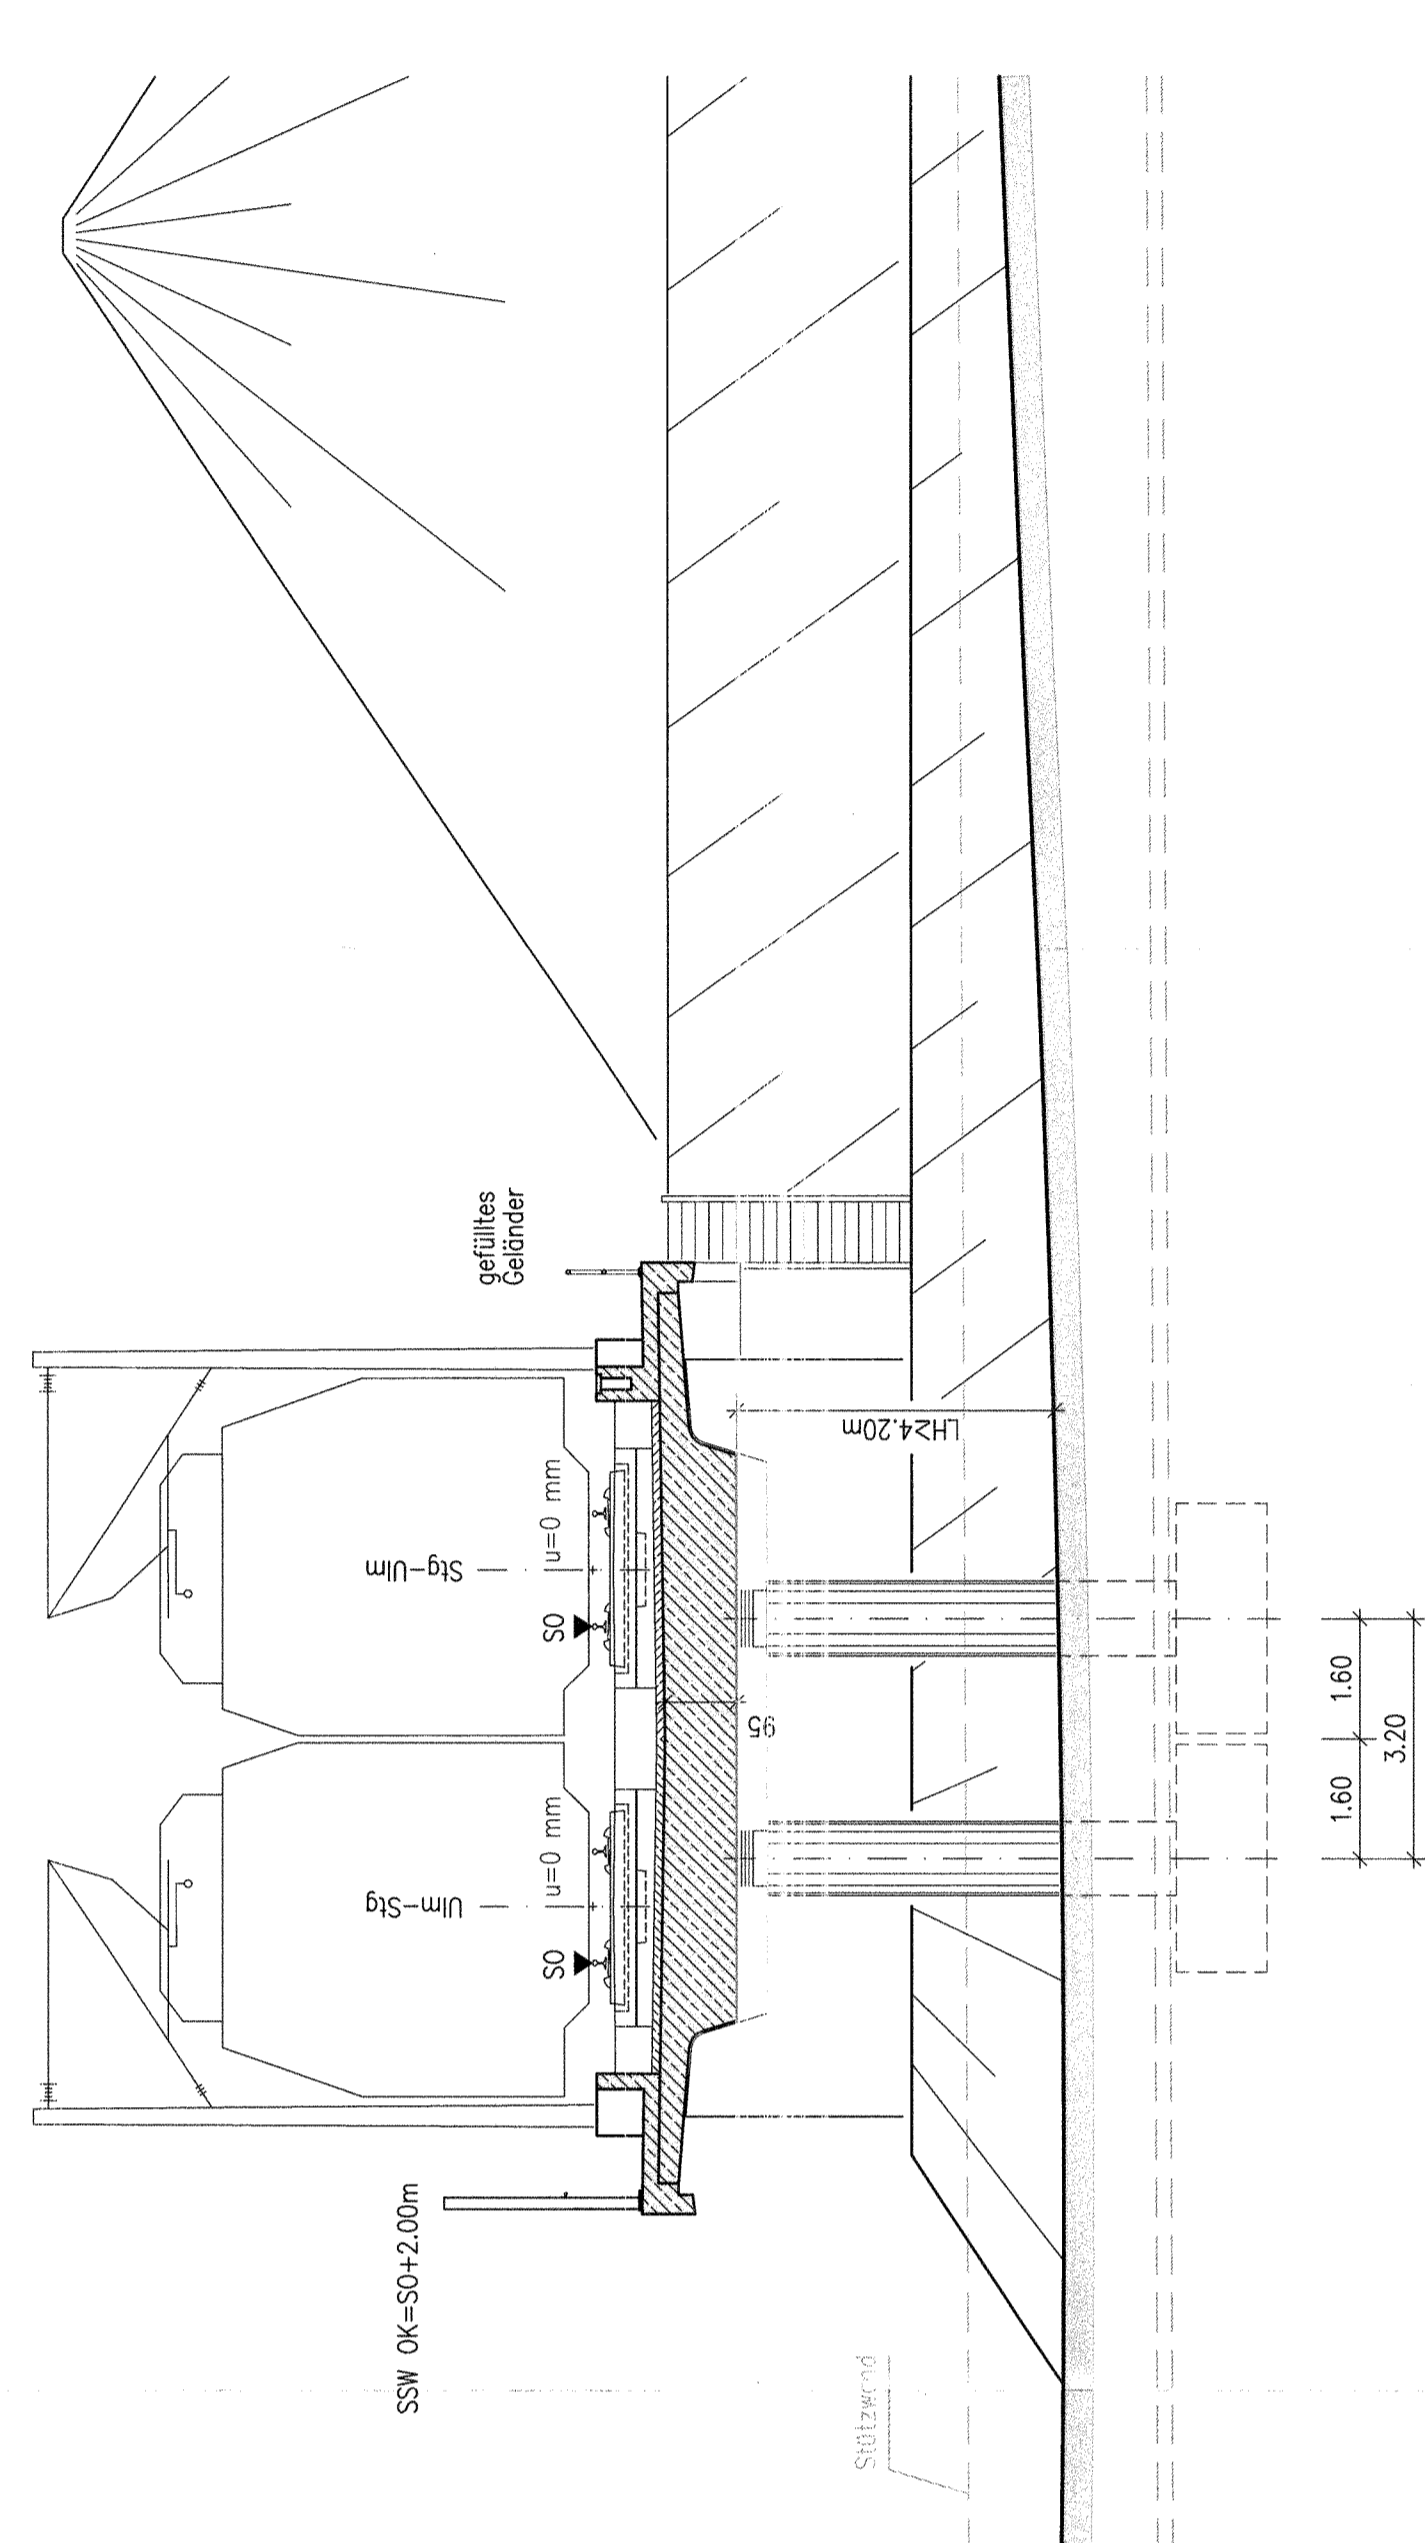 SSW OK=SO+2.00m
gefülltes
Geländer
Ulm-Stg
Stg-Ulm
SO
u=0 mm
SO
u=0 mm
95
LH≥4.20m
Stützwand
1.60
1.60
3.20